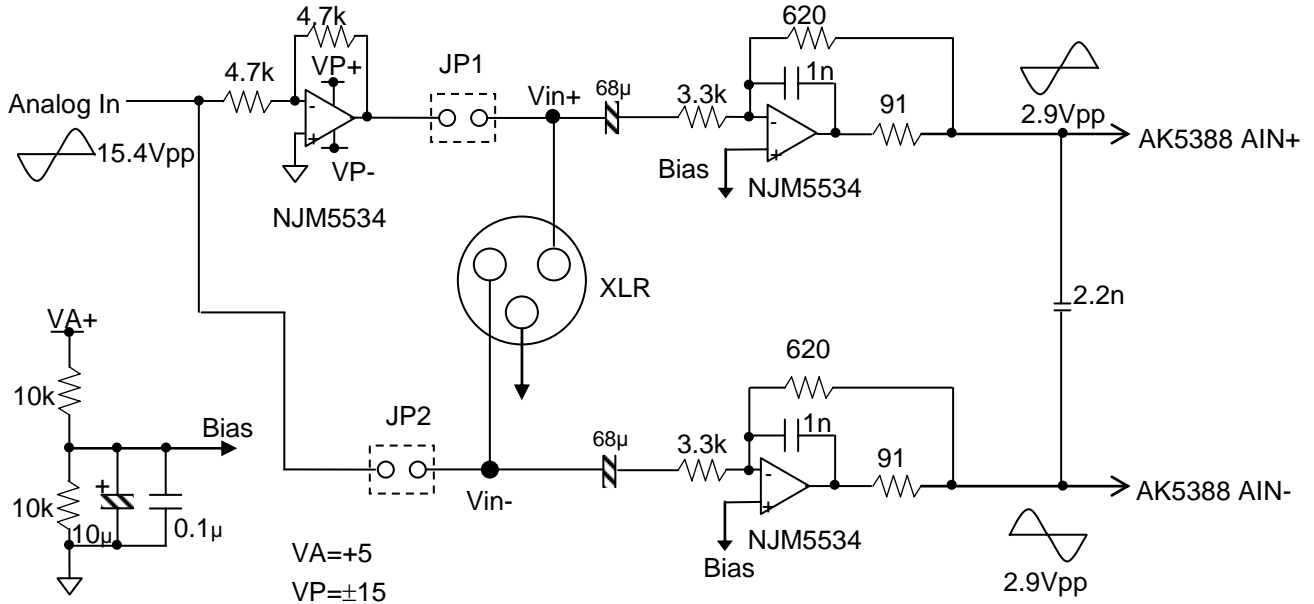 4.7k
620
VP+
JP1
1n
4.7k
Vin+
68µ
3.3k
91
2.9Vpp
Analog In
-
+
-
+
AK5388 AIN+
15.4Vpp
VP-
Bias
NJM5534
NJM5534
XLR
2.2n
VA+
620
10k
JP2
1n
Bias
68µ
3.3k
91
+
-
+
AK5388 AIN-
10k
Vin-
10µ
0.1µ
NJM5534
VA=+5
Bias
2.9Vpp
VP=±15